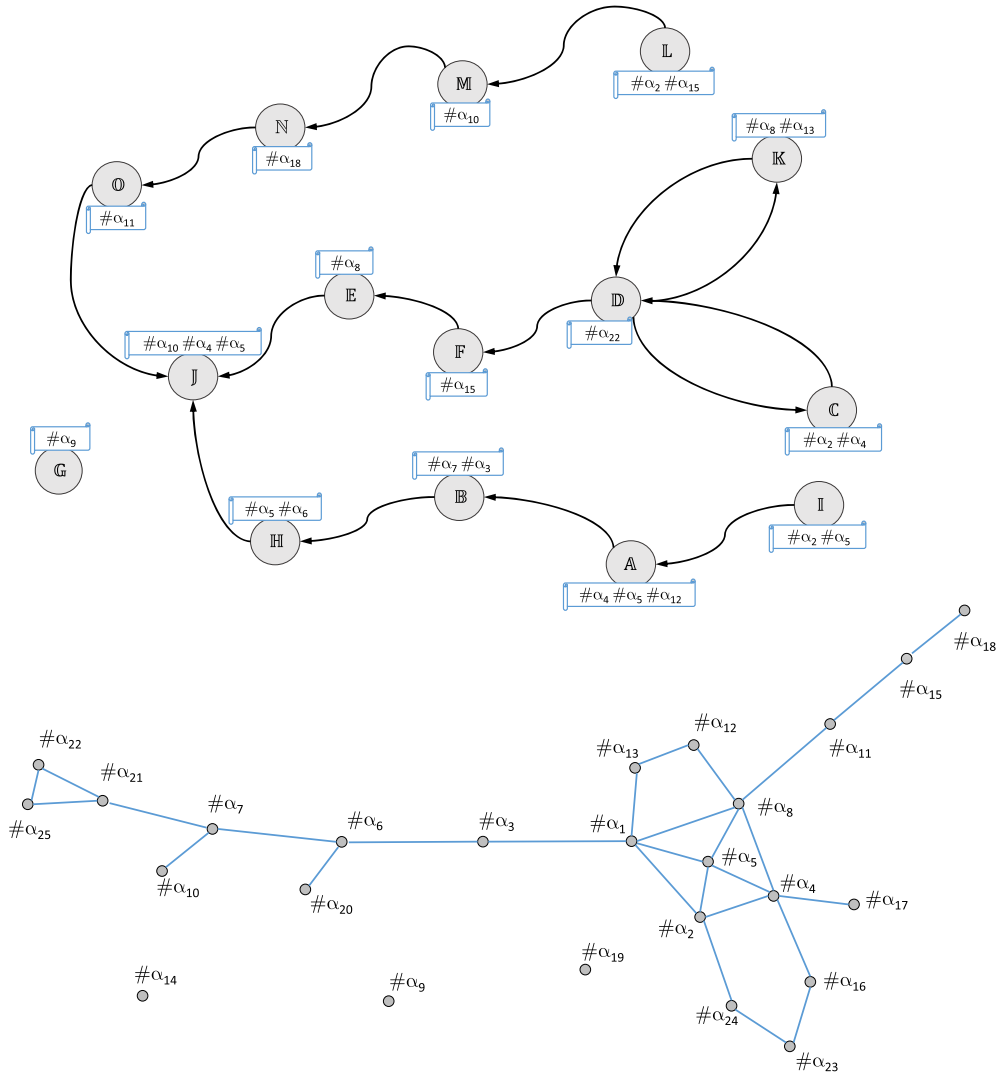 𝕃
#α₂ #α₁₅
𝕄
#α₁₀
#α₈ #α₁₃
𝕂
ℕ
#α₁₈
𝕆
#α₁₁
#α₈
𝔼
𝔻
#α₂₂
#α₁₀ #α₄ #α₅
𝕁
𝔽
#α₁₅
ℂ
#α₂ #α₄
#α₉
𝔾
#α₇ #α₃
𝔹
#α₅ #α₆
ℍ
𝕀
#α₂ #α₅
𝔸
#α₄ #α₅ #α₁₂
#α₁₈
#α₁₅
#α₁₂
#α₂₂
#α₁₃
#α₁₁
#α₂₁
#α₇
#α₈
#α₆
#α₃
#α₁
#α₂₅
#α₅
#α₁₀
#α₄
#α₂₀
#α₁₇
#α₂
#α₁₉
#α₁₄
#α₉
#α₁₆
#α₂₄
#α₂₃